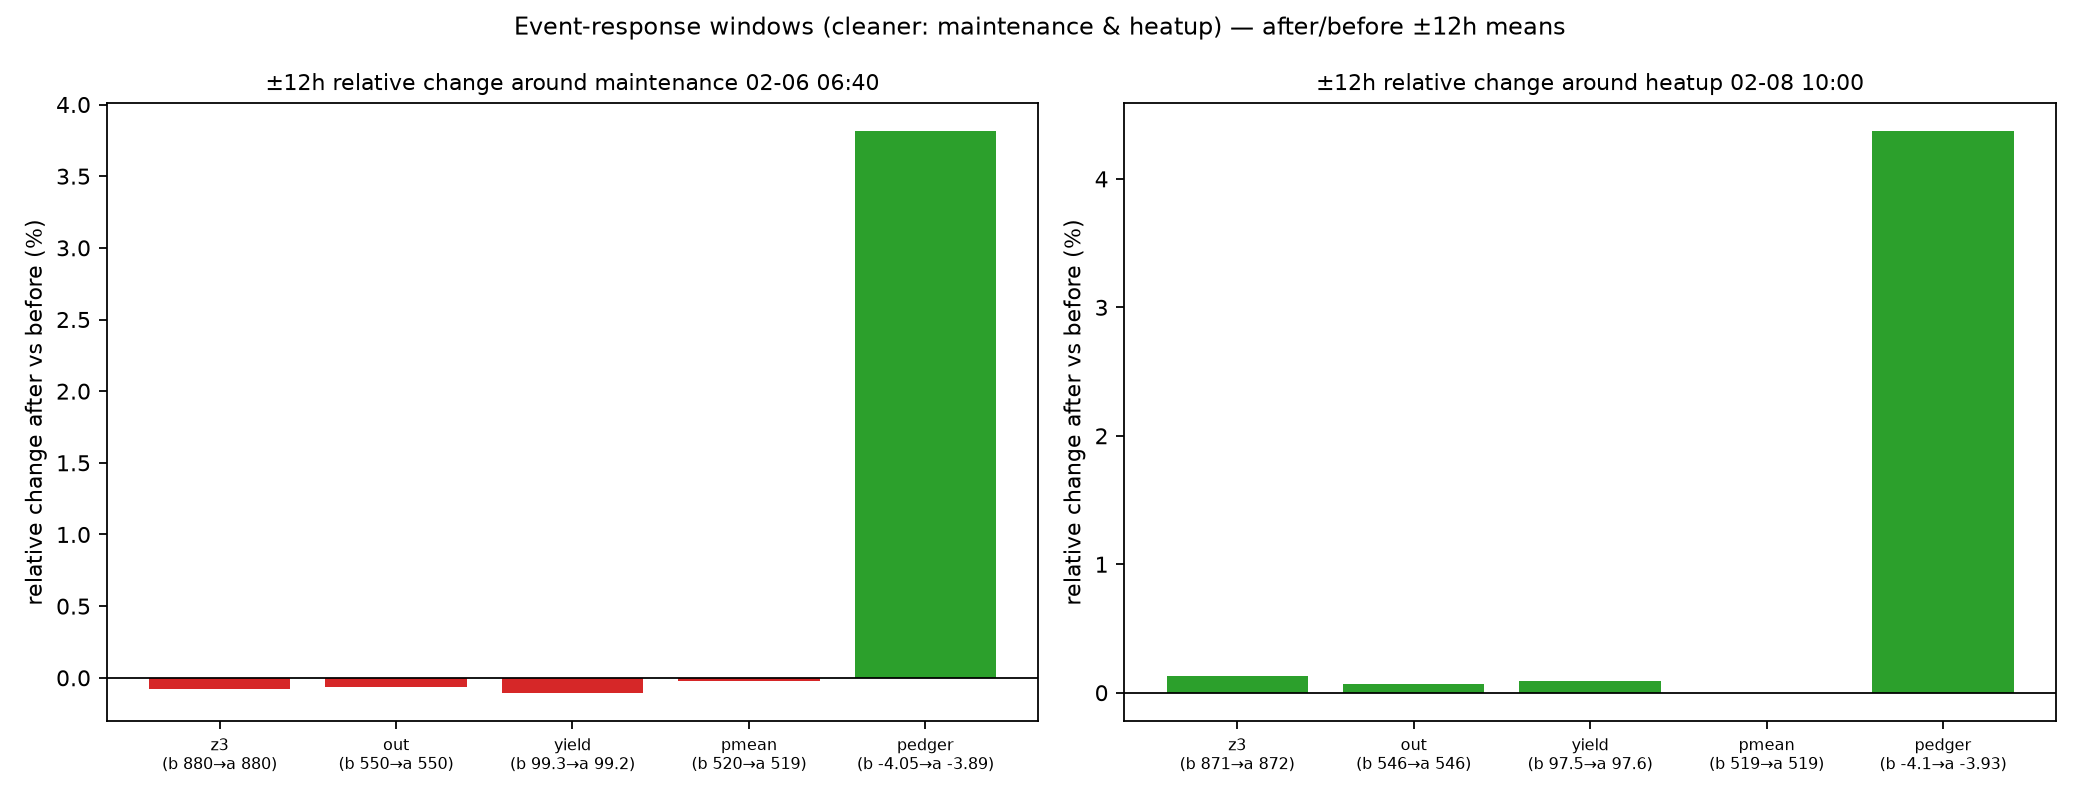 Event-response windows (cleaner: maintenance & heatup) — after/before ±12h means
±12h relative change around maintenance 02-06 06:40
relative change after vs before (%)
4.0
3.5
3.0
2.5
2.0
1.5
1.0
0.5
0.0
z3 out yield pmean pedger
(b 880→a 880) (b 550→a 550) (b 99.3→a 99.2) (b 520→a 519) (b -4.05→a -3.89)
±12h relative change around heatup 02-08 10:00
relative change after vs before (%)
4
3
2
1
0
z3 out yield pmean pedger
(b 871→a 872) (b 546→a 546) (b 97.5→a 97.6) (b 519→a 519) (b -4.1→a -3.93)